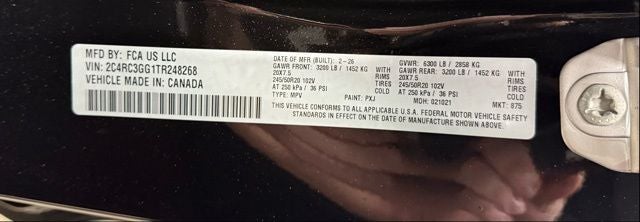 MFD BY: FCA US LLC
VIN: 2C4RC3GG1TR248268
VEHICLE MADE IN: CANADA
DATE OF MFR (BUILT): 2-26 GVWR: 6300 LB / 2858 KG
GAWR FRONT: 3200 LB / 1452 KG WITH GAWR REAR: 3200 LB / 1452 KG WITH
20X7.5 RIMS 20X7.5 RIMS
245/50R20 102V TIRES 245/50R20 102V TIRES
AT 250 kPa / 36 PSI COLD AT 250 kPa / 36 PSI COLD
TYPE: MPV PAINT: PXJ MDH: 021021 MKT: 875
THIS VEHICLE CONFORMS TO ALL APPLICABLE U.S.A. FEDERAL MOTOR VEHICLE SAFETY
STANDARDS IN EFFECT ON THE DATE OF MANUFACTURE SHOWN ABOVE.